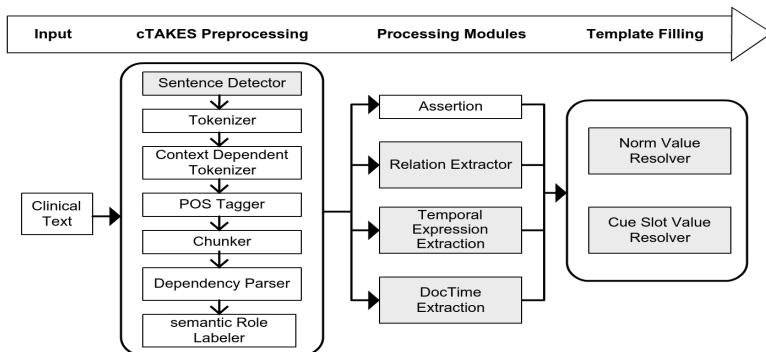 Input cTAKES Preprocessing Processing Modules Template Filling
Clinical
Text
Sentence Detector
Tokenizer
Context Dependent
Tokenizer
POS Tagger
Chunker
Dependency Parser
semantic Role
Labeler
Assertion
Relation Extractor
Temporal
Expression
Extraction
DocTime
Extraction
Norm Value
Resolver
Cue Slot Value
Resolver